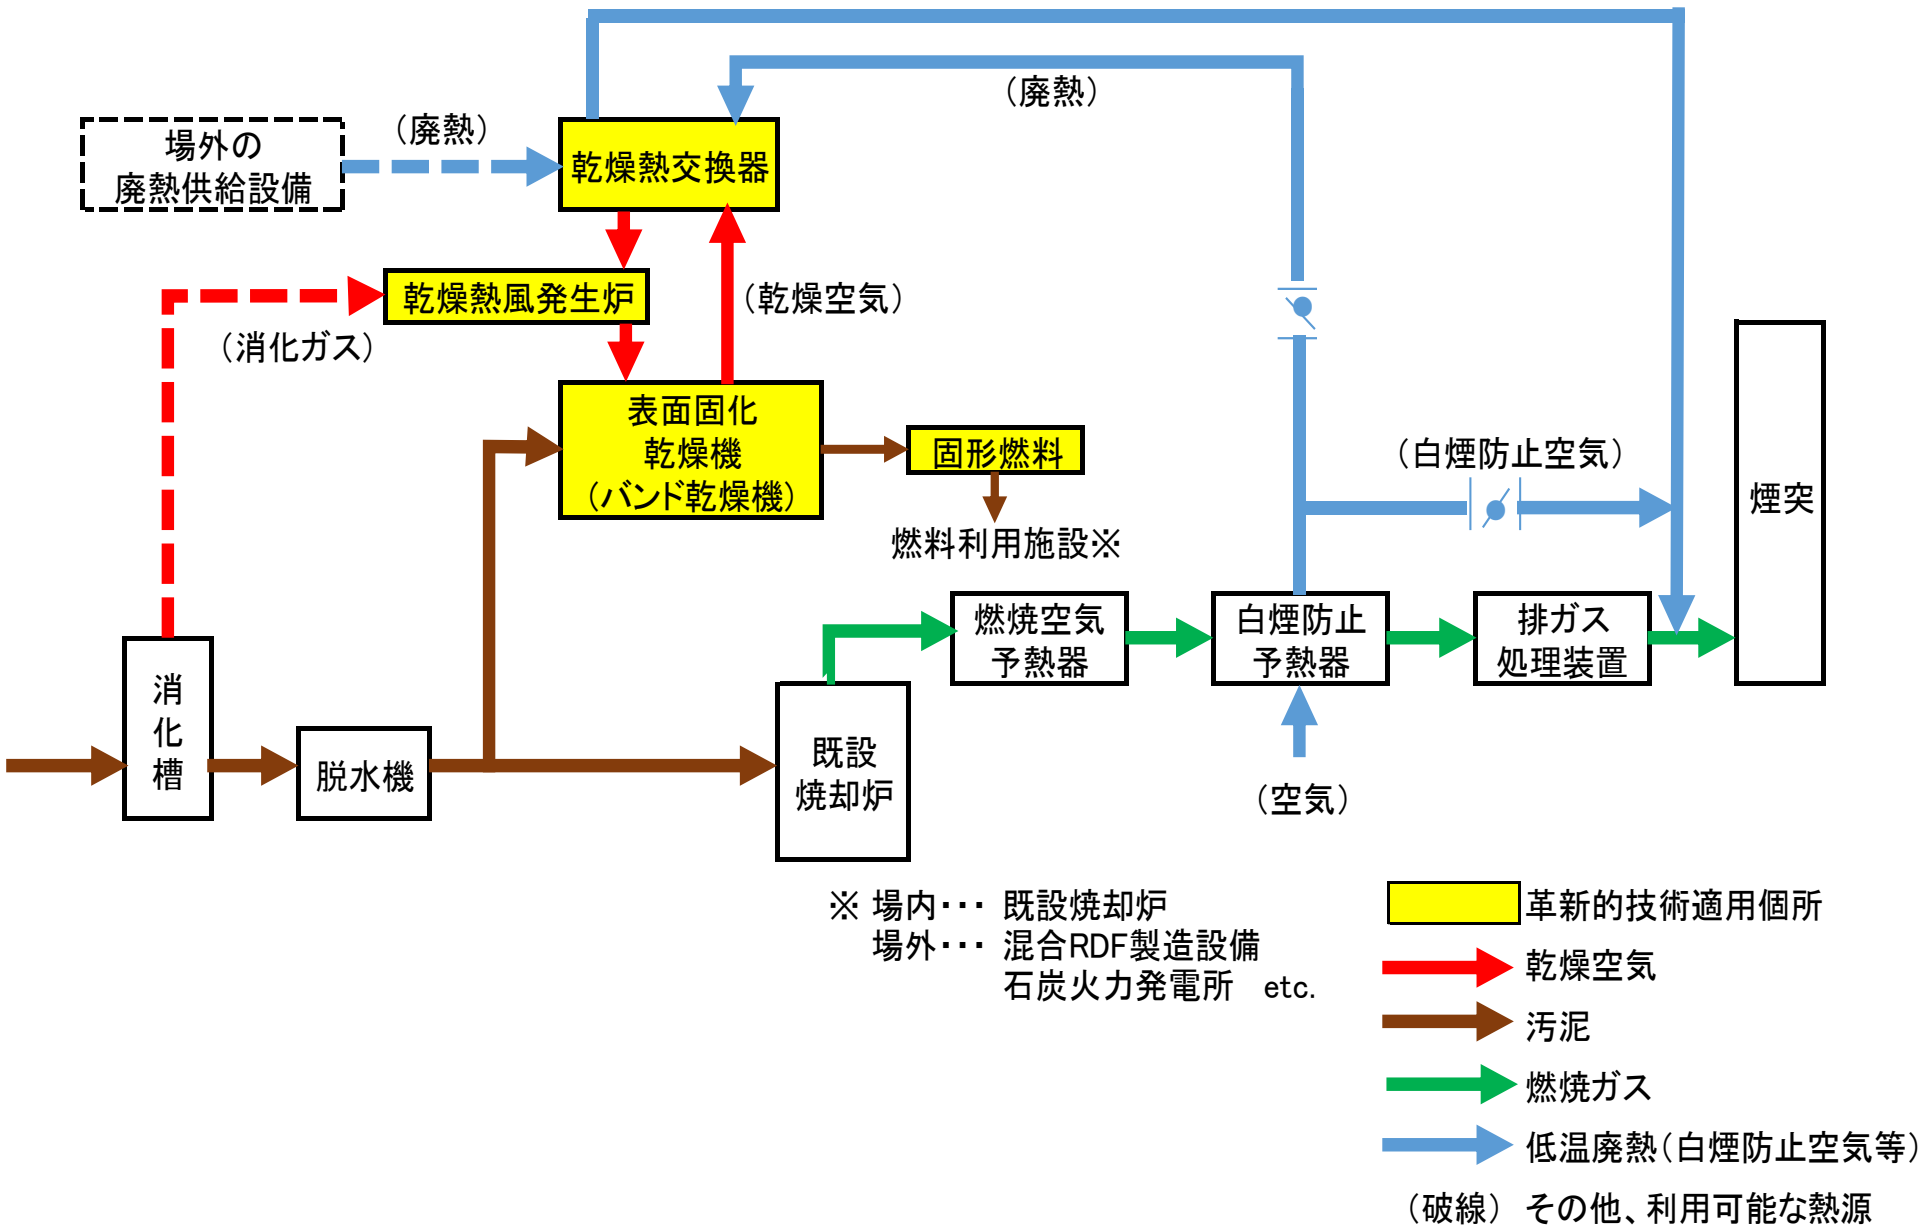 （廃熱）
場外の
廃熱供給設備
（廃熱）
乾燥熱交換器
乾燥熱風発生炉
（乾燥空気）
（消化ガス）
表面固化
乾燥機
（バンド乾燥機）
固形燃料
燃料利用施設※
（白煙防止空気）
煙突
燃焼空気
予熱器
白煙防止
予熱器
排ガス
処理装置
消
化
槽
脱水機
既設
焼却炉
（空気）
※ 場内･･･ 既設焼却炉
場外･･･ 混合RDF製造設備
石炭火力発電所 etc.
革新的技術適用個所
乾燥空気
汚泥
燃焼ガス
低温廃熱（白煙防止空気等）
（破線） その他、利用可能な熱源